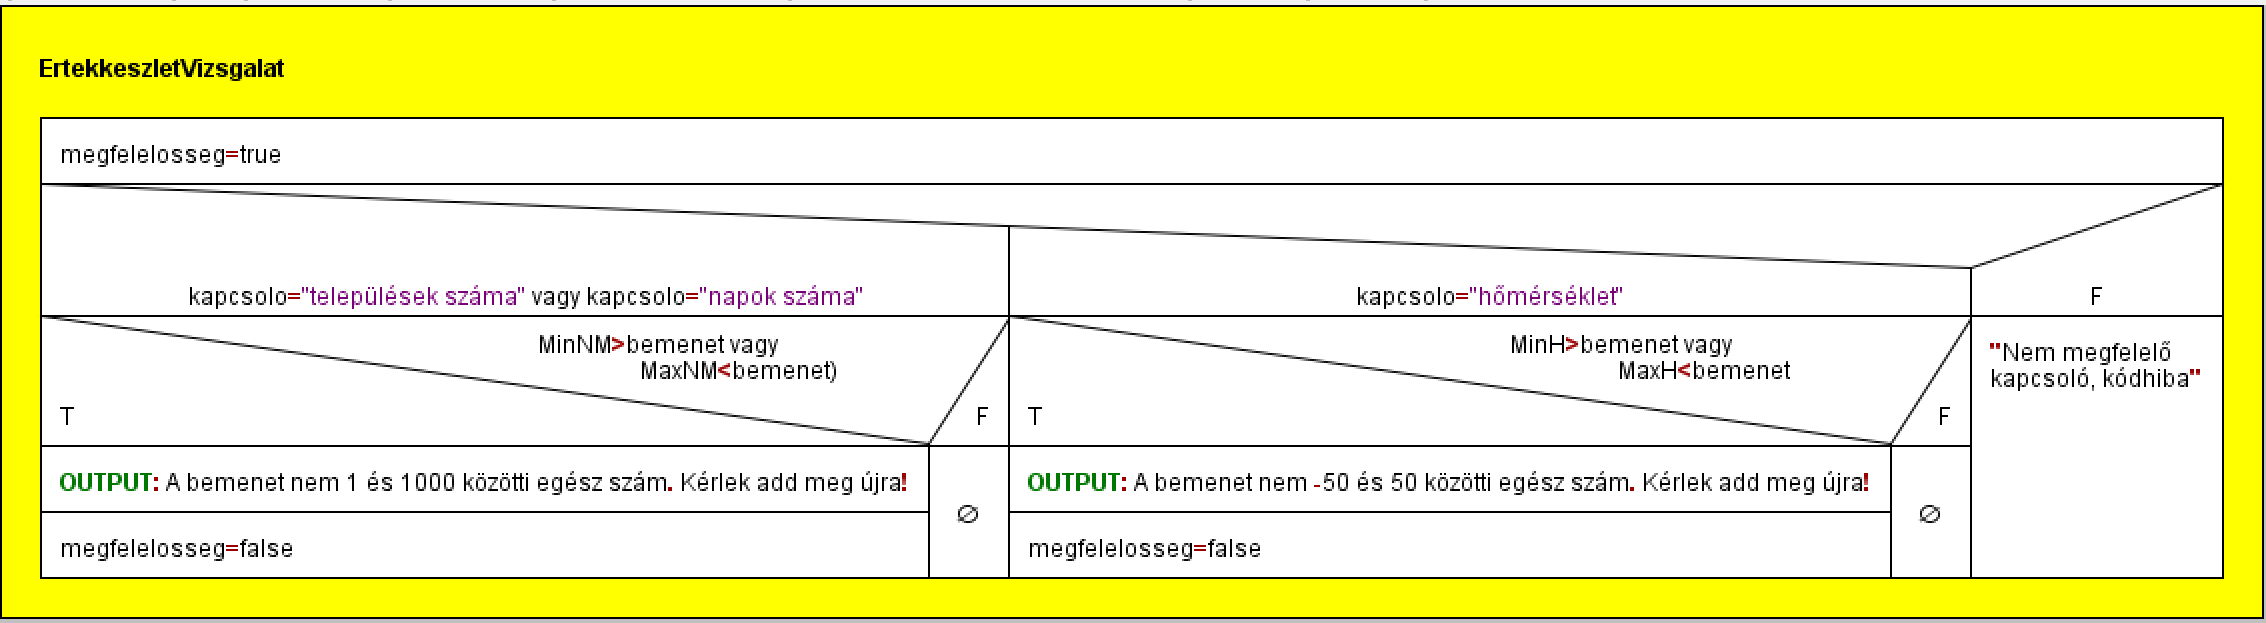 ErtekkeszletVizsgalat
megfelelosseg=true
kapcsolo="települések száma" vagy kapcsolo="napok száma"
kapcsolo="hőmérséklet"
F
MinNM>bemenet vagy
MaxNM<bemenet)
T
F
MinH>bemenet vagy
MaxH<bemenet
T
F
"Nem megfelelő
kapcsoló, kódhiba"
OUTPUT: A bemenet nem 1 és 1000 közötti egész szám. Kérlek add meg újra!
∅
OUTPUT: A bemenet nem -50 és 50 közötti egész szám. Kérlek add meg újra!
∅
megfelelosseg=false
megfelelosseg=false